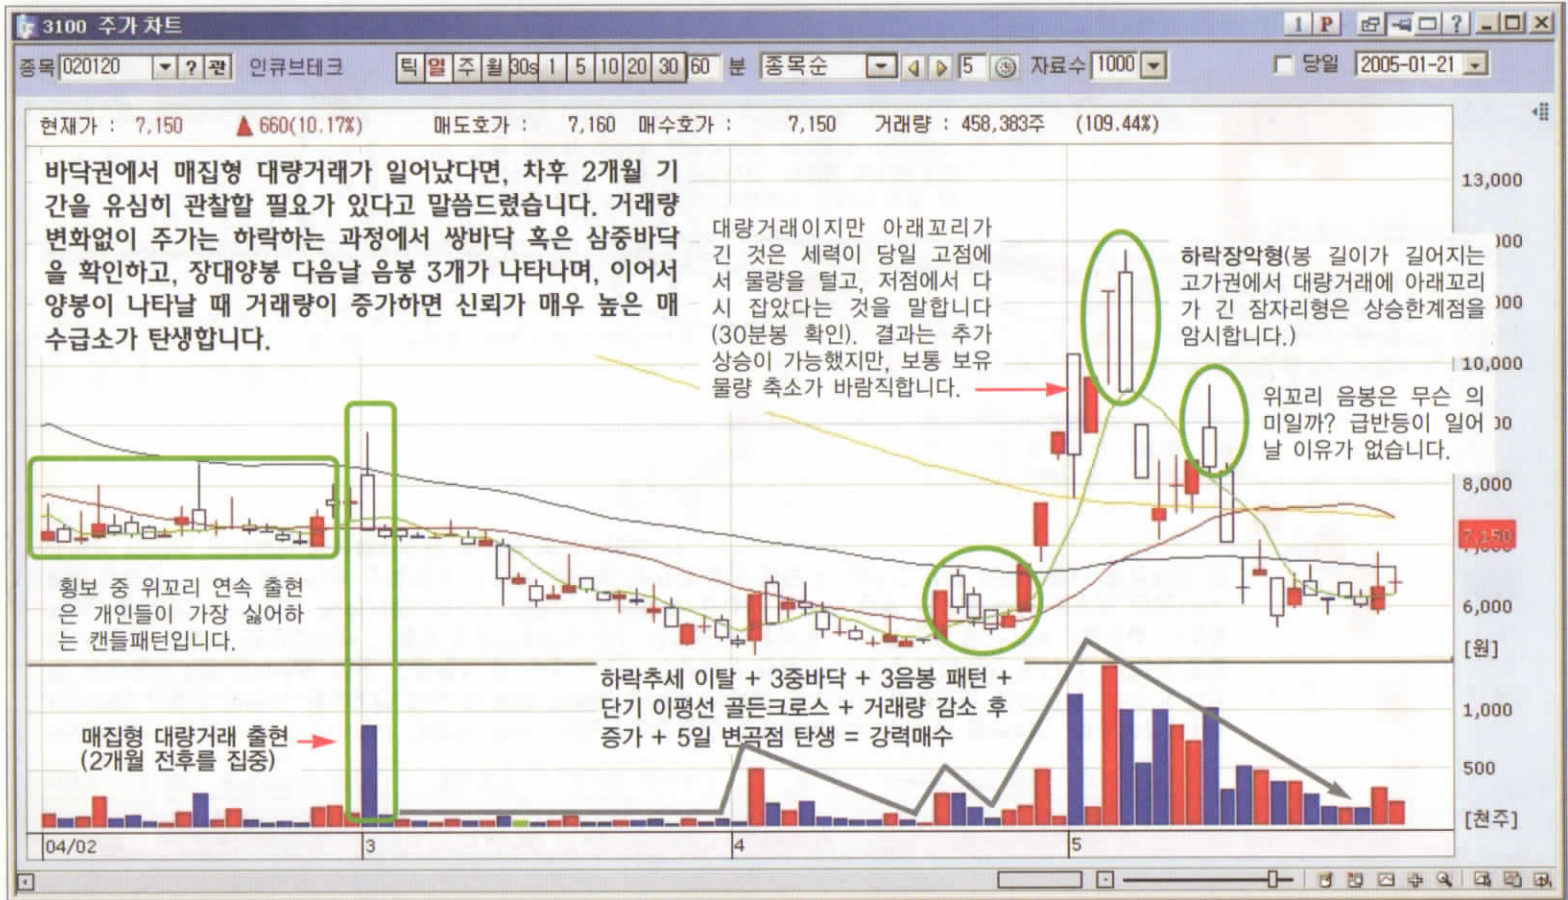 3100 주가 차트
1 P ?
종목 020120 ? 관 인큐브테크 틱 일 주 월 30s 1 5 10 20 30 60 분 종목순 5 자료수 1000 당일 2005-01-21
현재가 : 7,150 ▲ 660(10.17%) 매도호가 : 7,160 매수호가 : 7,150 거래량 : 458,383주 (109.44%)
바닥권에서 매집형 대량거래가 일어났다면, 차후 2개월 기
간을 유심히 관찰할 필요가 있다고 말씀드렸습니다. 거래량
변화없이 주가는 하락하는 과정에서 쌍바닥 혹은 삼중바닥
을 확인하고, 장대양봉 다음날 음봉 3개가 나타나며, 이어서
양봉이 나타날 때 거래량이 증가하면 신뢰가 매우 높은 매
수급소가 탄생합니다.
대량거래이지만 아래꼬리가
긴 것은 세력이 당일 고점에
서 물량을 털고, 저점에서 다
시 잡았다는 것을 말합니다
(30분봉 확인). 결과는 추가
상승이 가능했지만, 보통 보유
물량 축소가 바람직합니다.
하락장악형(봉 길이가 길어지는
고가권에서 대량거래에 아래꼬리
가 긴 잠자리형은 상승한계점을
암시합니다.)
위꼬리 음봉은 무슨 의
미일까? 급반등이 일어
날 이유가 없습니다.
13,000
10,000
8,000
7,150
6,000
[원]
횡보 중 위꼬리 연속 출현
은 개인들이 가장 싫어하
는 캔들패턴입니다.
하락추세 이탈 + 3중바닥 + 3음봉 패턴 +
단기 이평선 골든크로스 + 거래량 감소 후
증가 + 5일 변곡점 탄생 = 강력매수
매집형 대량거래 출현
(2개월 전후를 집중)
1,000
500
[천주]
04/02 3 4 5